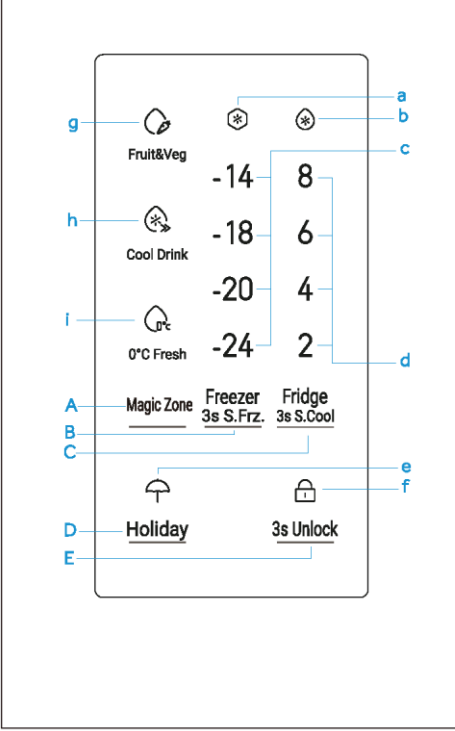 a
g b
c
Fruit&Veg
-14 8
h -18 6
Cool Drink
-20 4
i
0°c
0°C Fresh -24 2
d
A Magic Zone Freezer Fridge
3s S.Frz. 3s S.Cool
B
C
e
f
D Holiday 3s Unlock
E